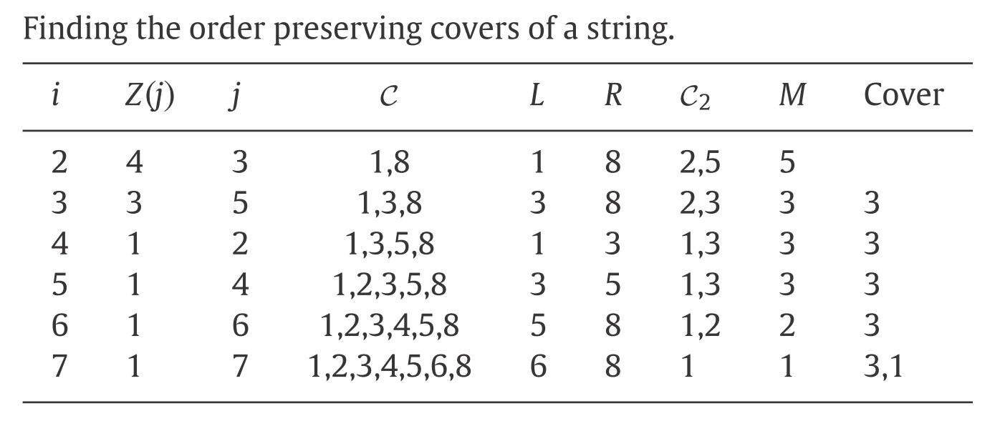 Finding the order preserving covers of a string.
i Z(j) j 𝒞 L R 𝒞₂ M Cover
2 4 3 1,8 1 8 2,5 5
3 3 5 1,3,8 3 8 2,3 3 3
4 1 2 1,3,5,8 1 3 1,3 3 3
5 1 4 1,2,3,5,8 3 5 1,3 3 3
6 1 6 1,2,3,4,5,8 5 8 1,2 2 3
7 1 7 1,2,3,4,5,6,8 6 8 1 1 3,1